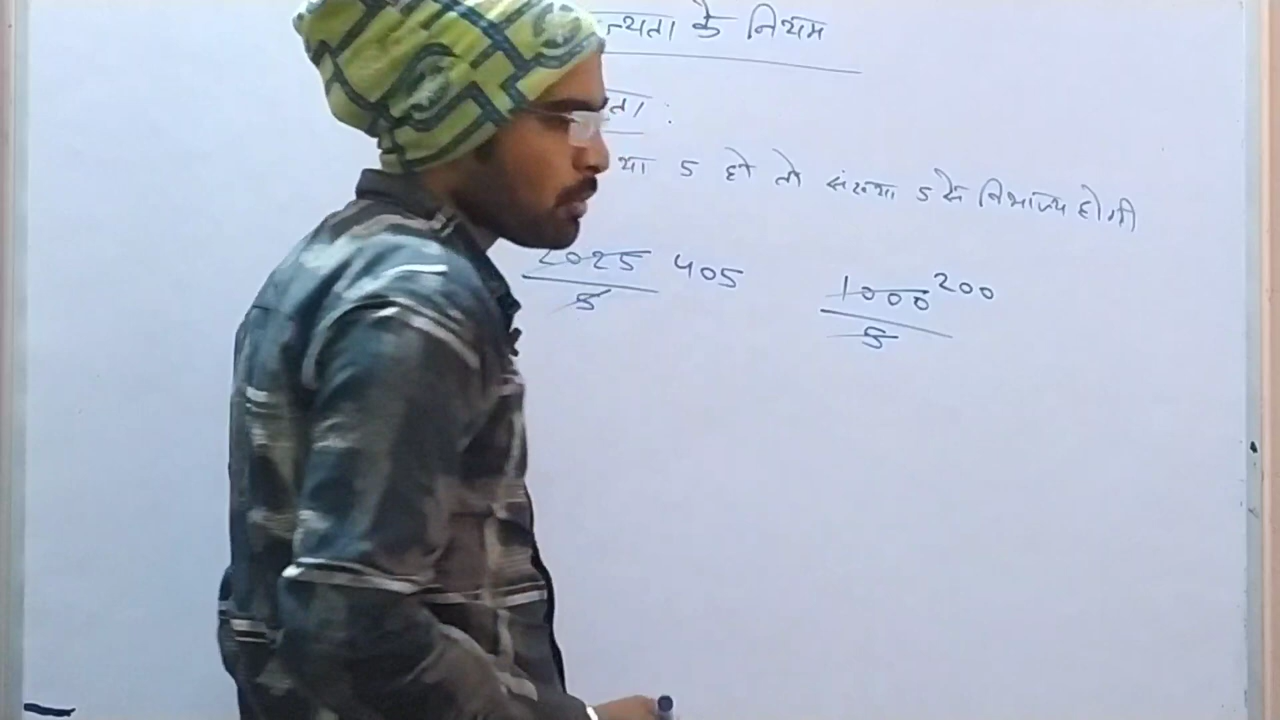 ज्यता के नियम
ता :
या 5 हो तो संख्या 5 से विभाज्य होगी
2025 405 1000 200
5 5